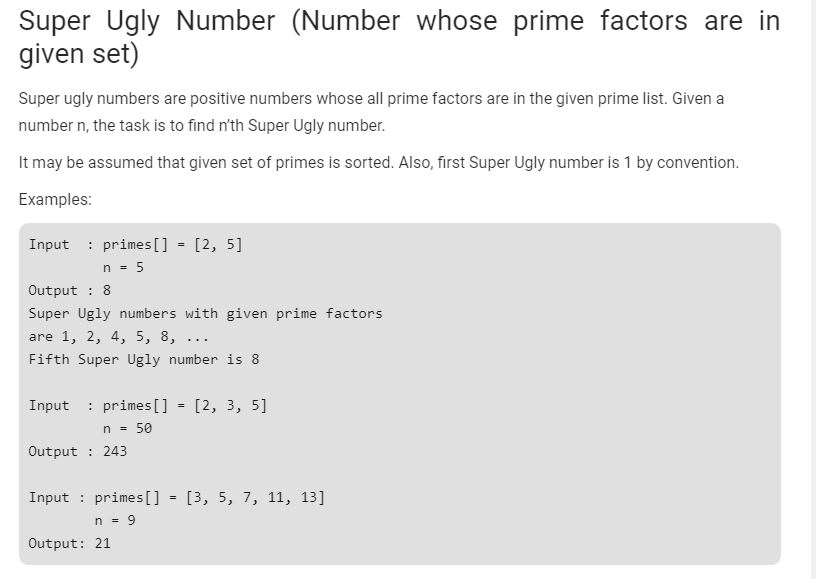 Super Ugly Number (Number whose prime factors are in
given set)
Super ugly numbers are positive numbers whose all prime factors are in the given prime list. Given a
number n, the task is to find n’th Super Ugly number.
It may be assumed that given set of primes is sorted. Also, first Super Ugly number is 1 by convention.
Examples:
Input  : primes[] = [2, 5]
         n = 5
Output : 8
Super Ugly numbers with given prime factors
are 1, 2, 4, 5, 8, ...
Fifth Super Ugly number is 8
Input  : primes[] = [2, 3, 5]
         n = 50
Output : 243
Input : primes[] = [3, 5, 7, 11, 13]
        n = 9
Output: 21